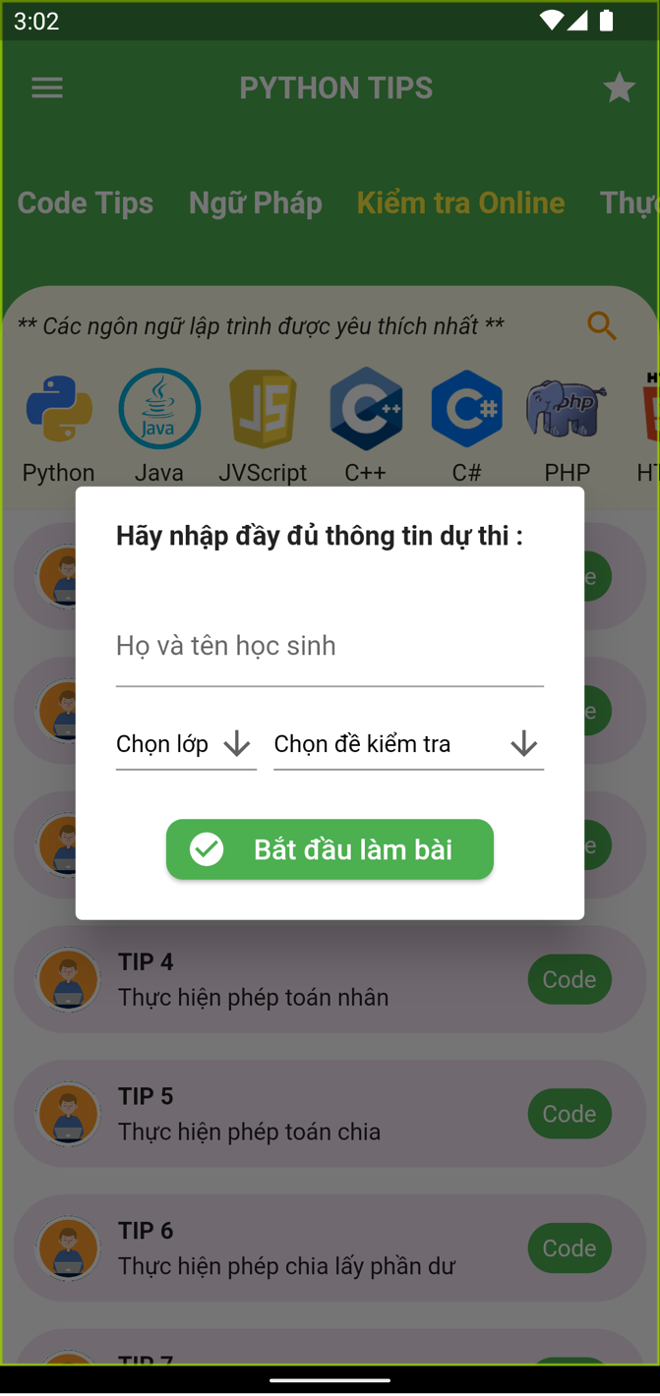 3:02
PYTHON TIPS
Code Tips Ngữ Pháp Kiểm tra Online Thực
** Các ngôn ngữ lập trình được yêu thích nhất **
Java JS C++ C# php
Python Java JVScript C++ C# PHP
Hãy nhập đầy đủ thông tin dự thi :
Họ và tên học sinh
Chọn lớp Chọn đề kiểm tra
Bắt đầu làm bài
TIP 4
Thực hiện phép toán nhân
Code
TIP 5
Thực hiện phép toán chia
Code
TIP 6
Thực hiện phép chia lấy phần dư
Code
TIP 7